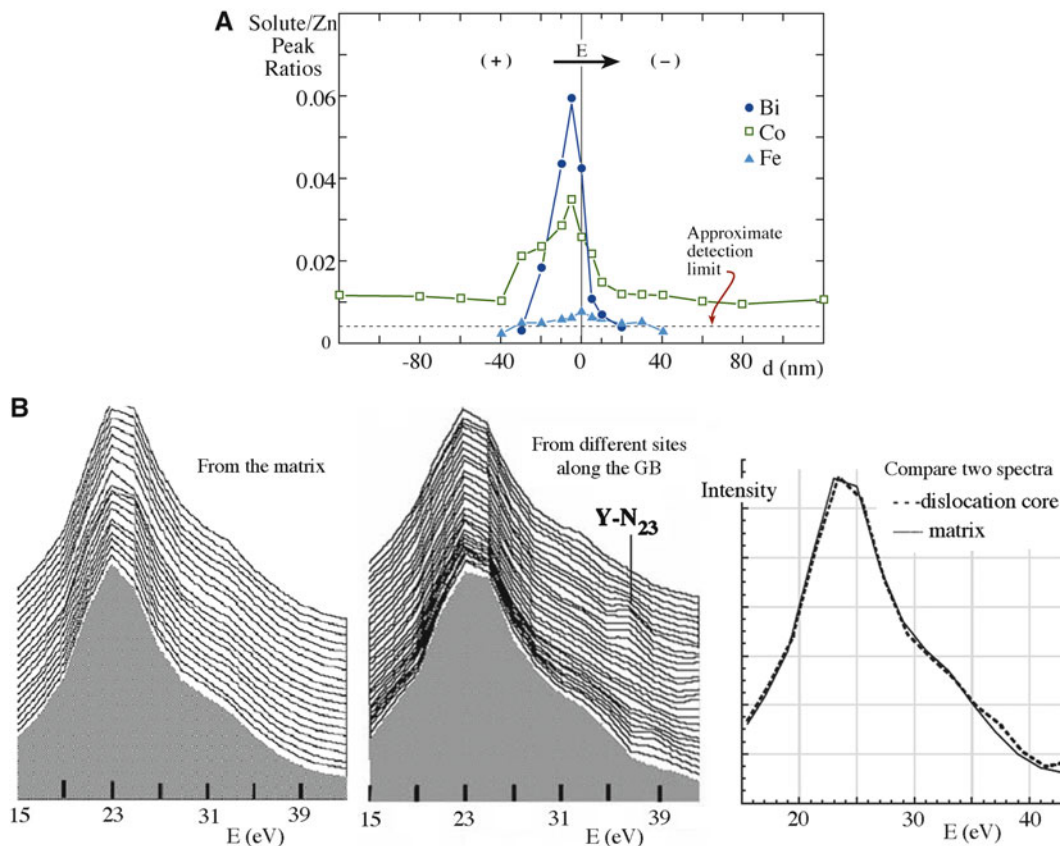 A
Solute/Zn
Peak
Ratios
E
(+)
(-)
0.06
Bi
Co
Fe
0.04
Approximate
detection
limit
0.02
0
-80
-40
0
40
80
d (nm)
B
From the matrix
15
23
31
39
E (eV)
From different sites
along the GB
Y-N23
15
23
31
39
E (eV)
Intensity
Compare two spectra
dislocation core
matrix
20
30
40
E (eV)